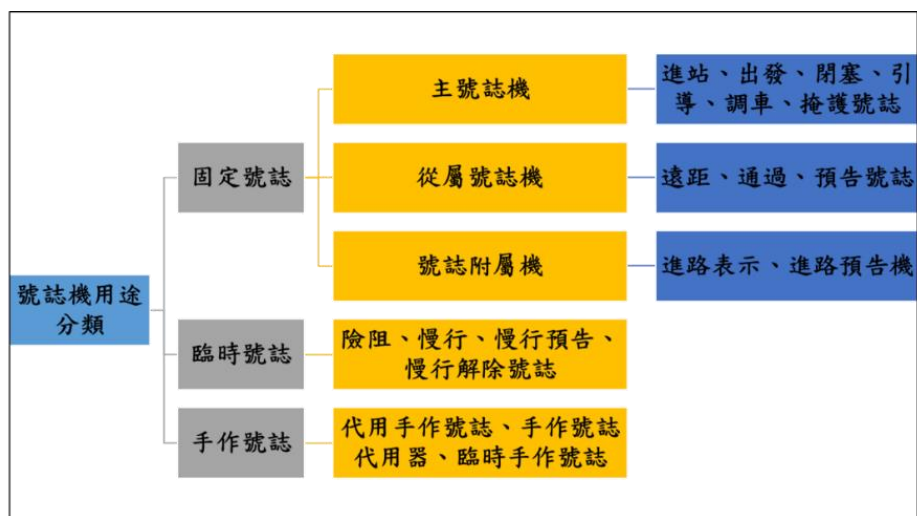 主號誌機
進站、出發、閉塞、引
導、調車、掩護號誌
固定號誌
從屬號誌機
遠距、通過、預告號誌
號誌附屬機
進路表示、進路預告機
號誌機用途
分類
臨時號誌
險阻、慢行、慢行預告、
慢行解除號誌
手作號誌
代用手作號誌、手作號誌
代用器、臨時手作號誌